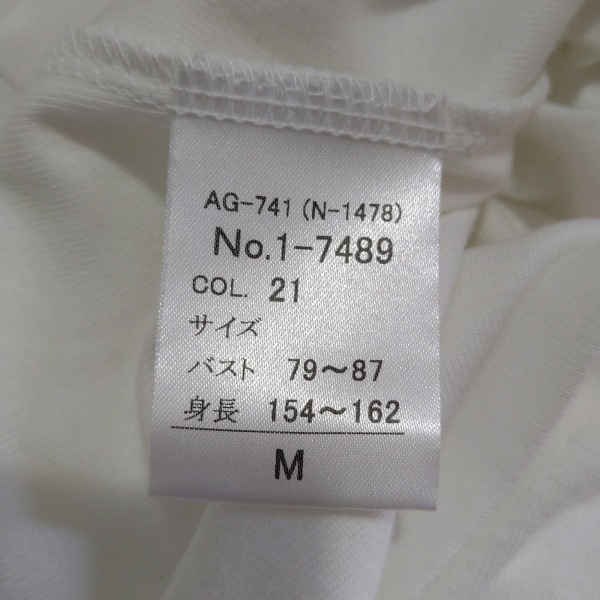 AG-741 (N-1478)
No.1-7489
COL. 21
サイズ
バスト 79～87
身長 154～162
M